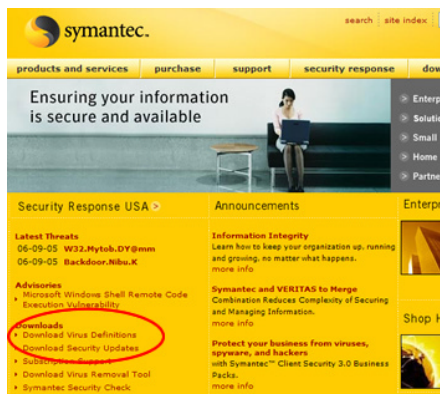 symantec.
search site index
products and services purchase support security response dow
Ensuring your information
is secure and available
Enterp
Solutio
Small
Home
Partne
Security Response USA
Announcements
Enterpr
Latest Threats
06-09-05 W32.Mytob.DY@mm
06-09-05 Backdoor.Nibu.K
Advisories
Microsoft Windows Shell Remote Code
Execution Vulnerability
Downloads
Download Virus Definitions
Download Security Updates
Subscription Support
Download Virus Removal Tool
Symantec Security Check
Information Integrity
Learn how to keep your organization up, running
and growing, no matter what happens.
more info
Symantec and VERITAS to Merge
Combination Reduces Complexity of Securing
and Managing Information.
more info
Protect your business from viruses,
spyware, and hackers
with Symantec™ Client Security 3.0 Business
Packs.
more info
Shop H